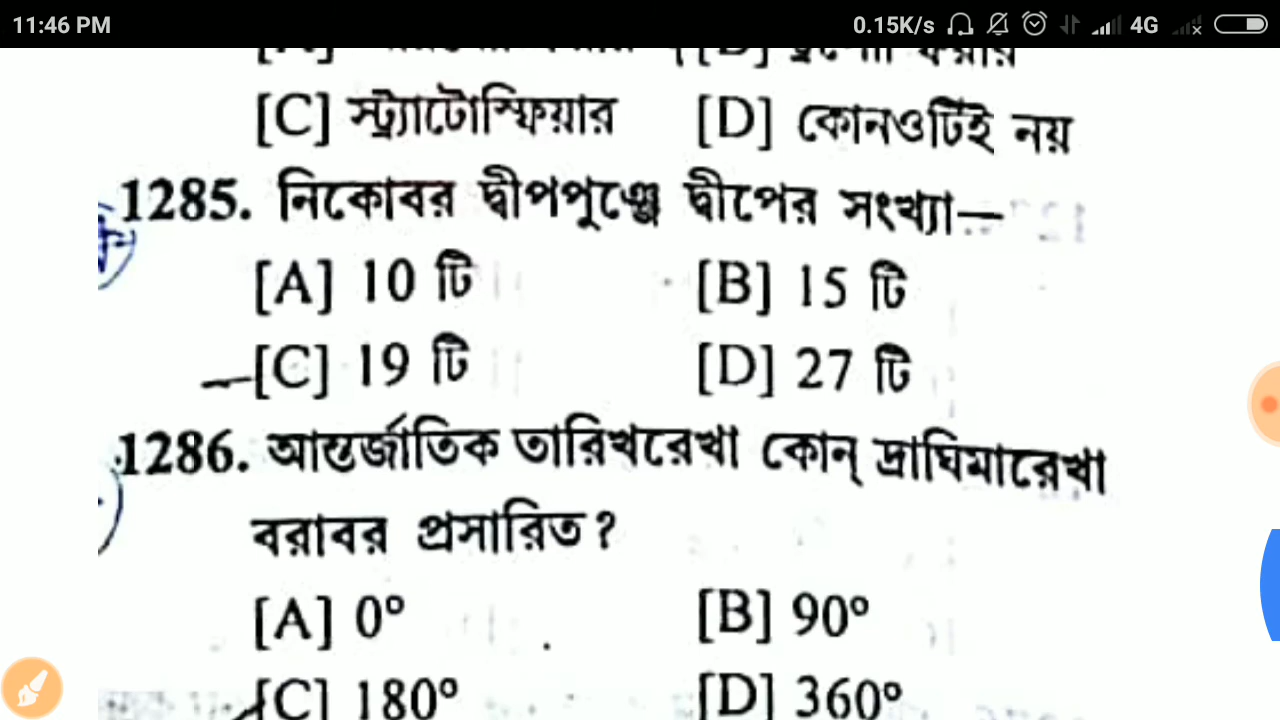 11:46 PM 0.15K/s 4G
[C] স্ট্র্যাটোস্ফিয়ার [D] কোনওটিই নয়
1285. নিকোবর দ্বীপপুঞ্জে দ্বীপের সংখ্যা—
[A] 10 টি [B] 15 টি
[C] 19 টি [D] 27 টি
1286. আন্তর্জাতিক তারিখরেখা কোন্ দ্রাঘিমারেখা
বরাবর প্রসারিত?
[A] 0° [B] 90°
[C] 180° [D] 360°